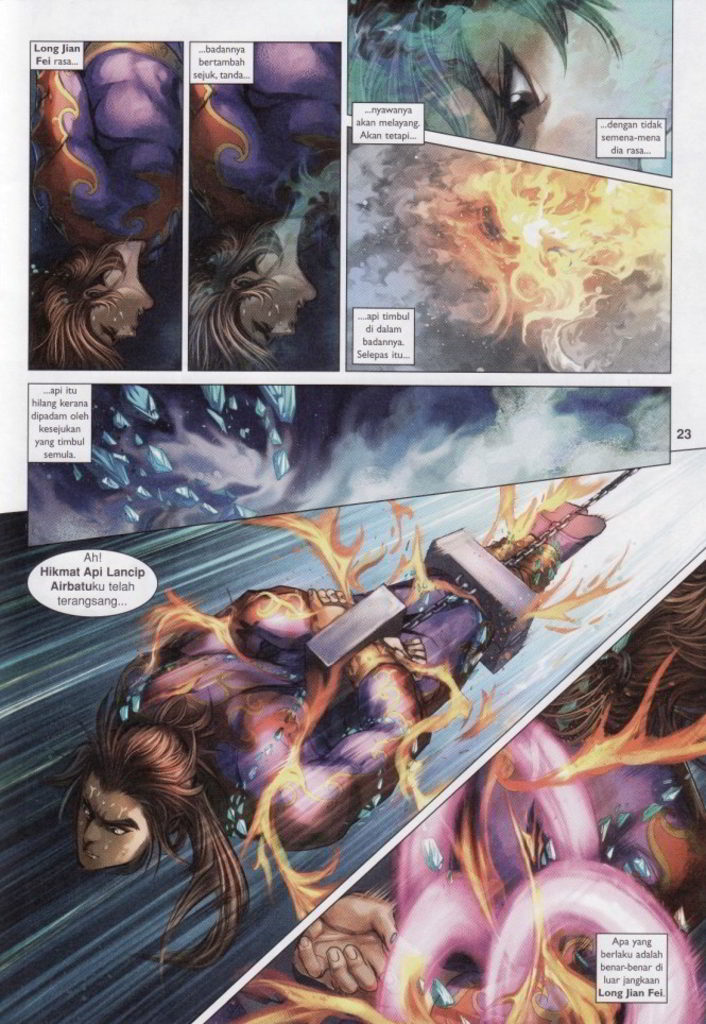 Long Jian
Fei rasa...
...badannya
bertambah
sejuk, tanda...
...nyawanya
akan melayang.
Akan tetapi...
...dengan tidak
semena-mena
dia rasa...
....api timbul
di dalam
badannya.
Selepas itu...
...api itu
hilang kerana
dipadam oleh
kesejukan
yang timbul
semula.
23
Ah!
Hikmat Api Lancip
Airbatuku telah
terangsang...
Apa yang
berlaku adalah
benar-benar di
luar jangkaan
Long Jian Fei.